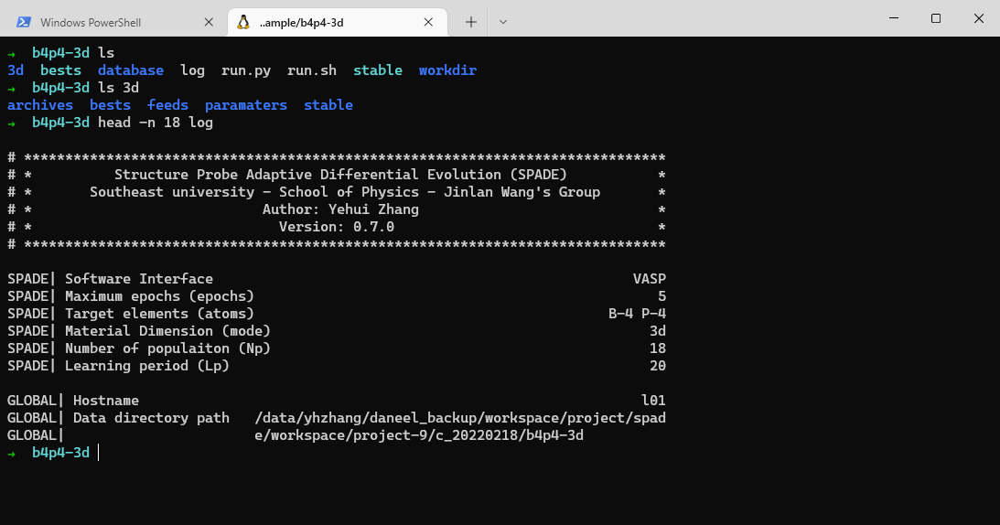 Windows PowerShell
..ample/b4p4-3d
→ b4p4-3d ls
3d bests database log run.py run.sh stable workdir
→ b4p4-3d ls 3d
archives bests feeds paramaters stable
→ b4p4-3d head -n 18 log
# ******************************************************************************
# * Structure Probe Adaptive Differential Evolution (SPADE) *
# * Southeast university - School of Physics - Jinlan Wang's Group *
# * Author: Yehui Zhang *
# * Version: 0.7.0 *
# ******************************************************************************
SPADE| Software Interface VASP
SPADE| Maximum epochs (epochs) 5
SPADE| Target elements (atoms) B-4 P-4
SPADE| Material Dimension (mode) 3d
SPADE| Number of populaiton (Np) 18
SPADE| Learning period (Lp) 20
GLOBAL| Hostname l01
GLOBAL| Data directory path /data/yhzhang/daneel_backup/workspace/project/spad
GLOBAL| e/workspace/project-9/c_20220218/b4p4-3d
→ b4p4-3d